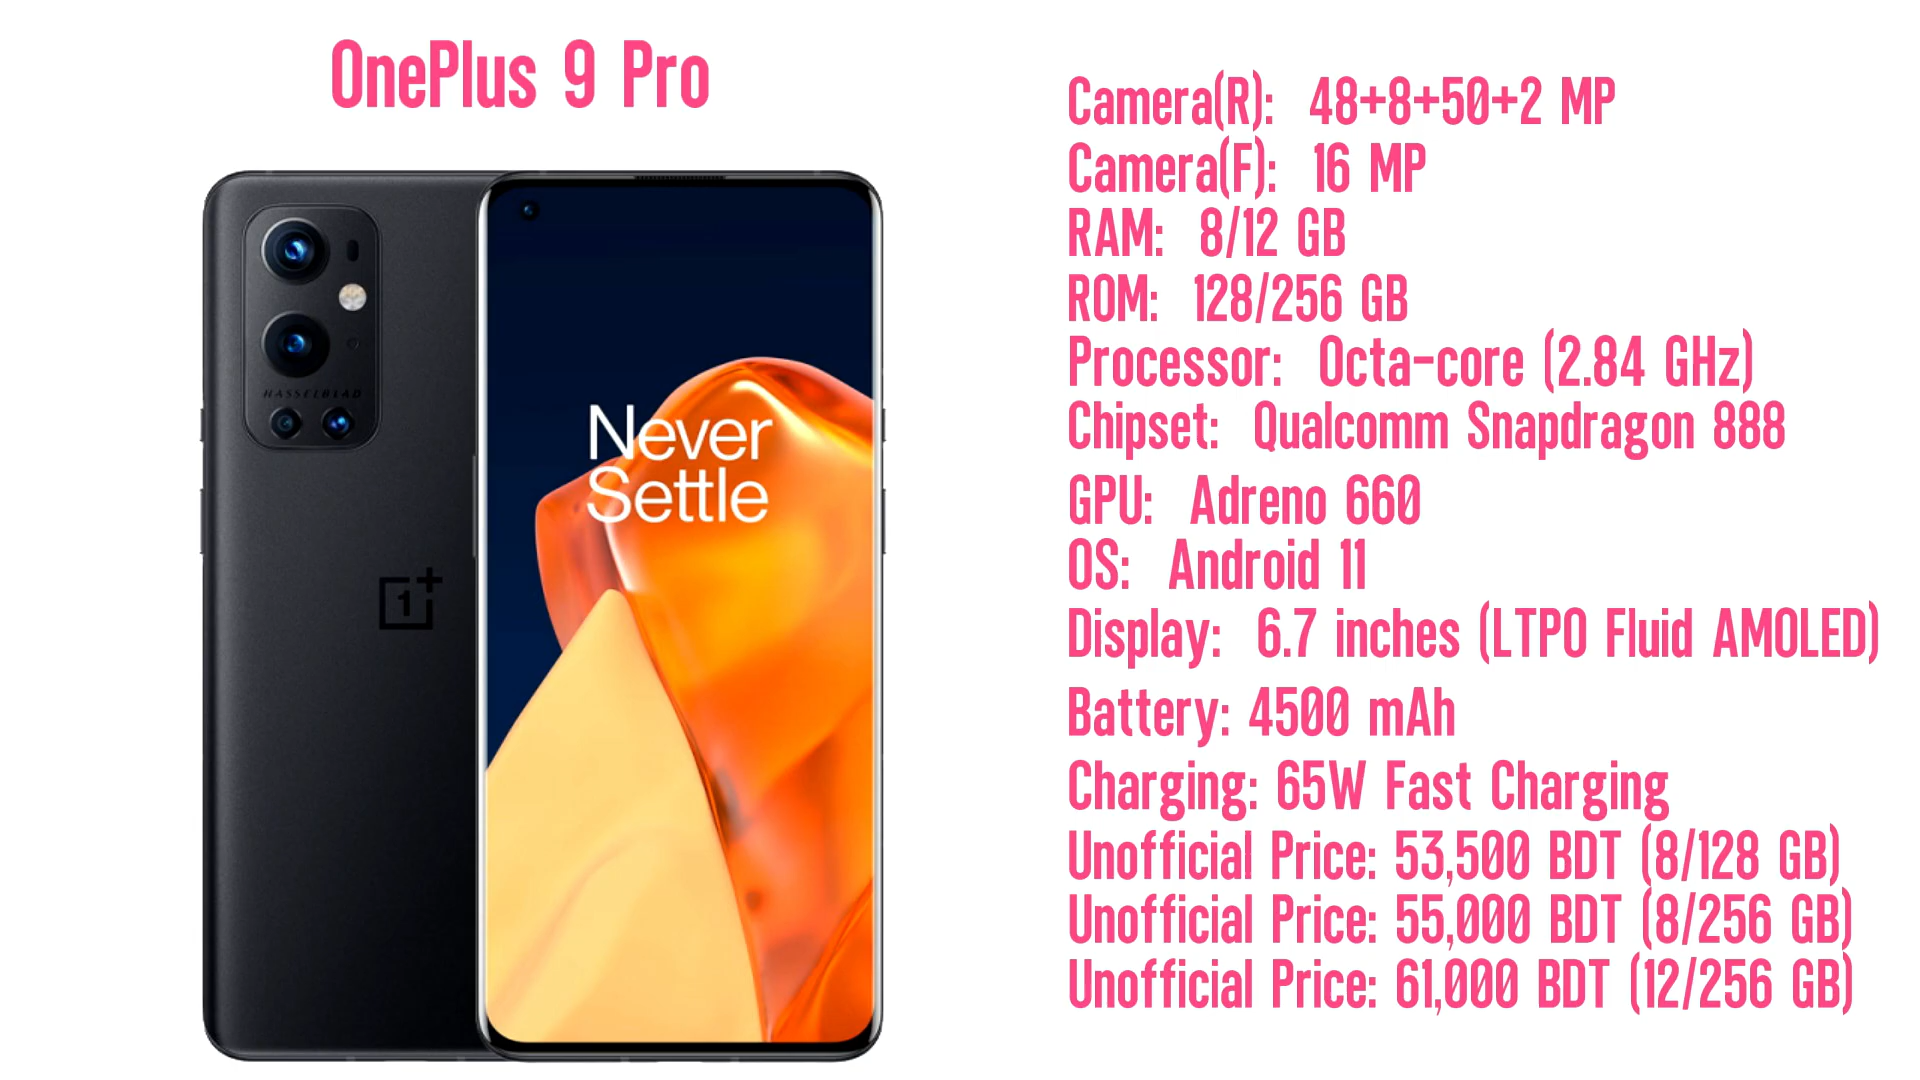 OnePlus 9 Pro
HASSELBLAD
1+
Never
Settle
Camera(R): 48+8+50+2 MP
Camera(F): 16 MP
RAM: 8/12 GB
ROM: 128/256 GB
Processor: Octa-core (2.84 GHz)
Chipset: Qualcomm Snapdragon 888
GPU: Adreno 660
OS: Android 11
Display: 6.7 inches (LTPO Fluid AMOLED)
Battery: 4500 mAh
Charging: 65W Fast Charging
Unofficial Price: 53,500 BDT (8/128 GB)
Unofficial Price: 55,000 BDT (8/256 GB)
Unofficial Price: 61,000 BDT (12/256 GB)